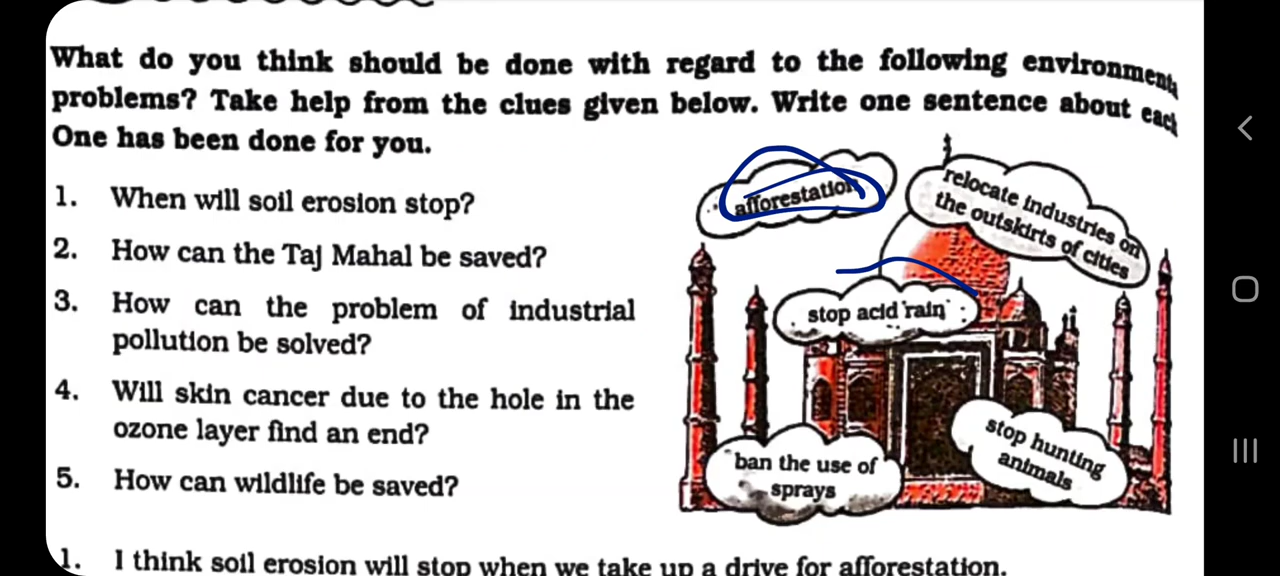 What do you think should be done with regard to the following environmenta
problems? Take help from the clues given below. Write one sentence about each
One has been done for you.
1. When will soil erosion stop?
2. How can the Taj Mahal be saved?
3. How can the problem of industrial
pollution be solved?
4. Will skin cancer due to the hole in the
ozone layer find an end?
5. How can wildlife be saved?
afforestation
relocate industries on
the outskirts of cities
stop acid rain
stop hunting
animals
ban the use of
sprays
1. I think soil erosion will stop when we take up a drive for afforestation.